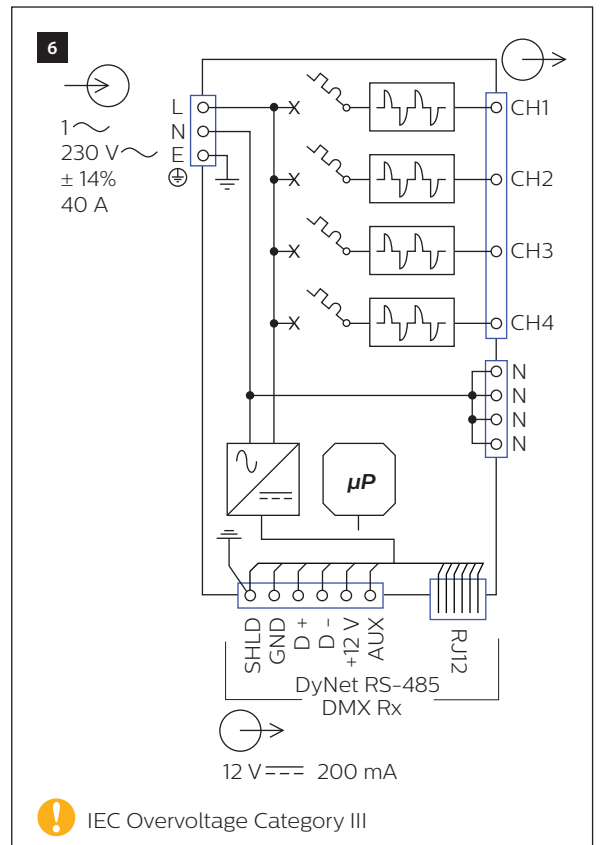 6
L
N
E
1~
230 V~
± 14%
40 A
CH1
CH2
CH3
CH4
N
N
N
N
µP
SHLD
GND
D +
D -
+12 V
AUX
RJ12
DyNet RS-485
DMX Rx
12 V⎓ 200 mA
! IEC Overvoltage Category III